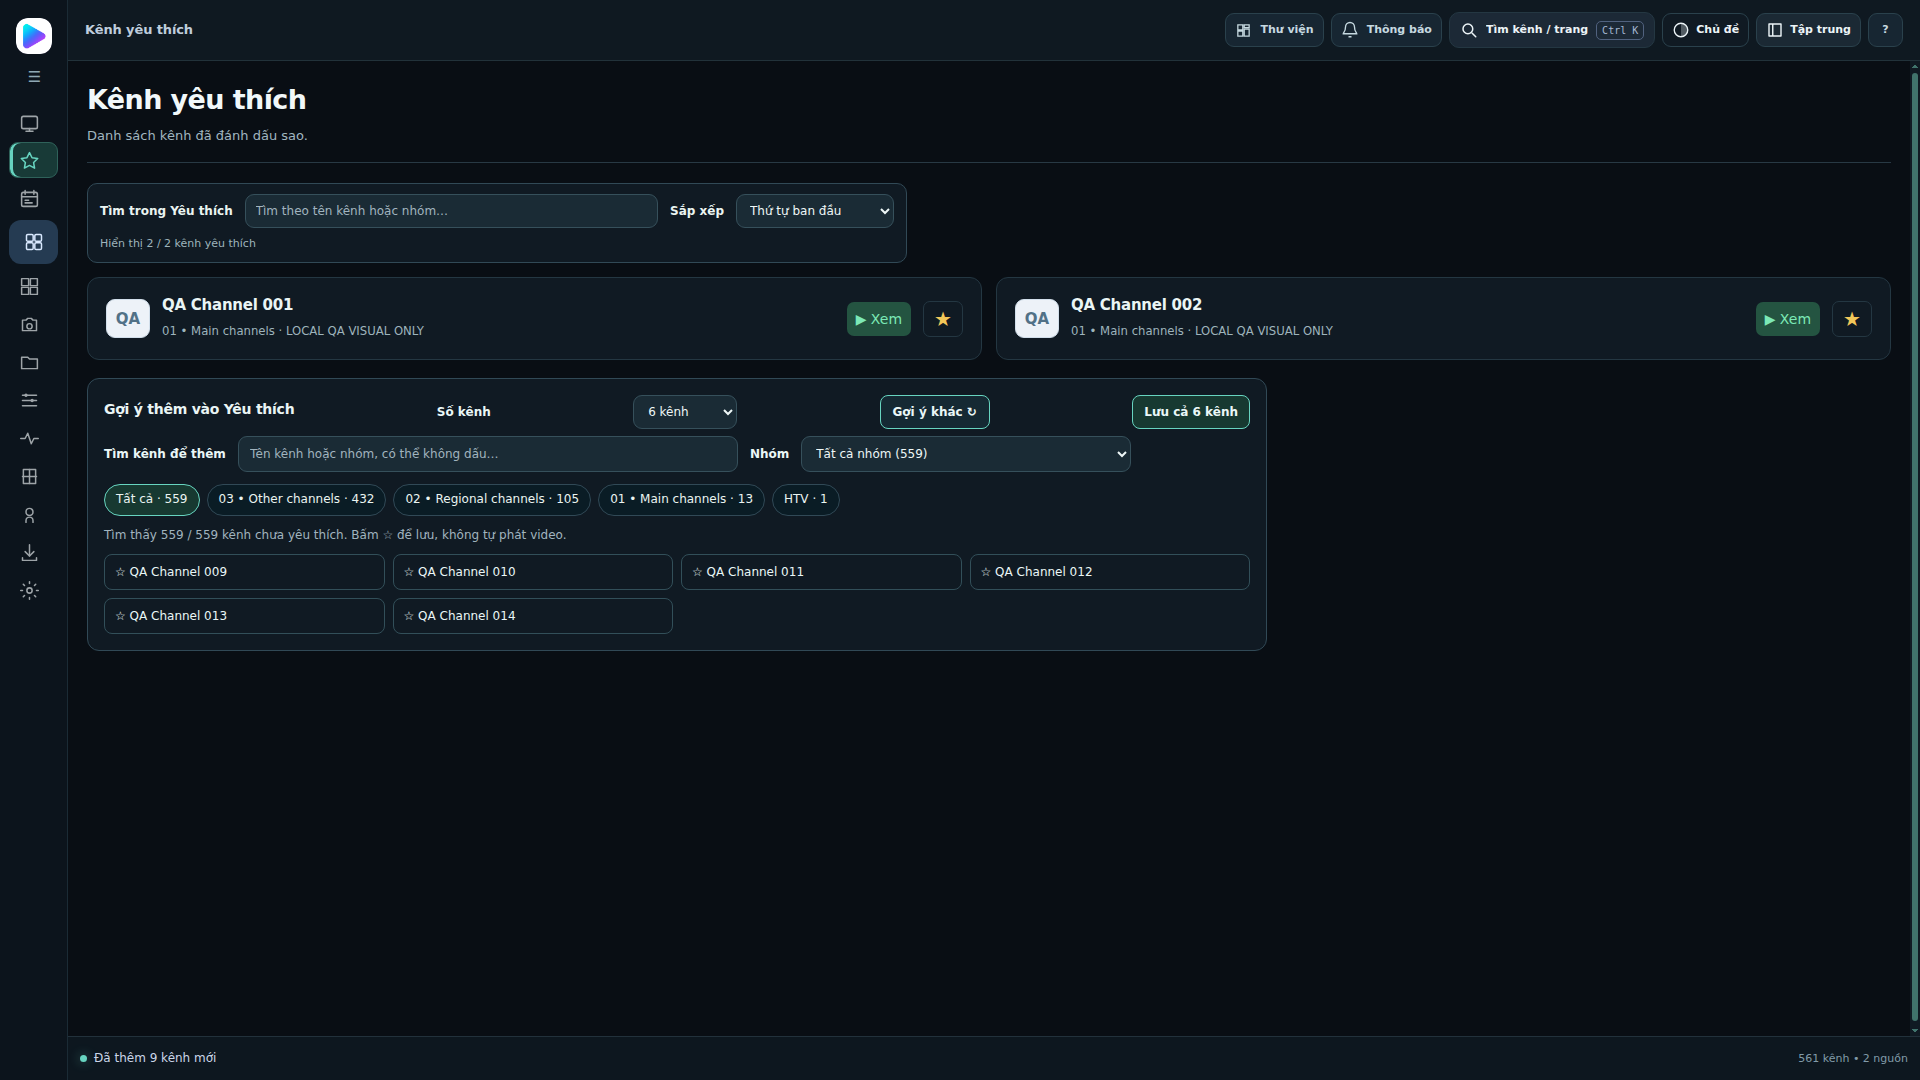 Kênh yêu thích
Thư viện
Thông báo
Tìm kênh / trang Ctrl K
Chủ đề
Tập trung
?
Kênh yêu thích
Danh sách kênh đã đánh dấu sao.
Tìm trong Yêu thích Tìm theo tên kênh hoặc nhóm... Sắp xếp Thứ tự ban đầu
Hiển thị 2 / 2 kênh yêu thích
QA QA Channel 001
01 • Main channels · LOCAL QA VISUAL ONLY
▶ Xem ★
QA QA Channel 002
01 • Main channels · LOCAL QA VISUAL ONLY
▶ Xem ★
Gợi ý thêm vào Yêu thích Số kênh 6 kênh Gợi ý khác ↻ Lưu cả 6 kênh
Tìm kênh để thêm Tên kênh hoặc nhóm, có thể không dấu... Nhóm Tất cả nhóm (559)
Tất cả · 559 03 • Other channels · 432 02 • Regional channels · 105 01 • Main channels · 13 HTV · 1
Tìm thấy 559 / 559 kênh chưa yêu thích. Bấm ☆ để lưu, không tự phát video.
☆ QA Channel 009 ☆ QA Channel 010 ☆ QA Channel 011 ☆ QA Channel 012
☆ QA Channel 013 ☆ QA Channel 014
Đã thêm 9 kênh mới
561 kênh • 2 nguồn